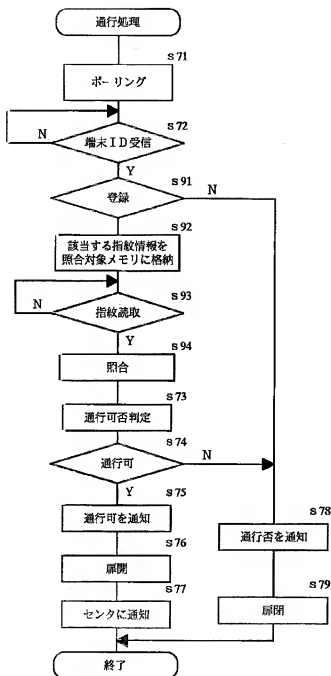 通行処理
s71
ポーリング
s72
N
端末ID受信
Y
s91
登録
N
s92
該当する指紋情報を
照合対象メモリに格納
s93
N
指紋読取
Y
s94
照合
s73
通行可否判定
s74
通行可
N
Y
s75
通行可を通知
s76
扉開
s77
センタに通知
s78
通行否を通知
s79
扉閉
終了